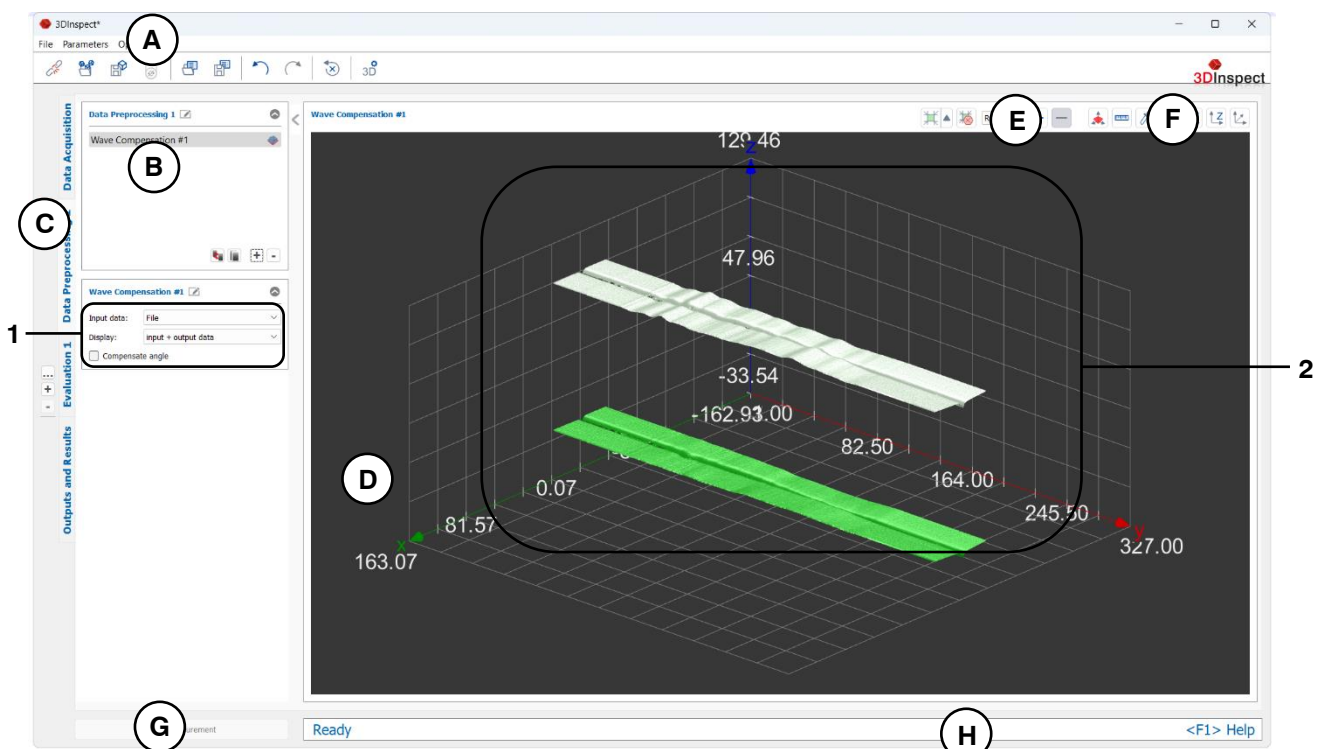 3DInspect*
File Parameters
A
3D
3DInspect
Data Acquisition
Data Preprocessing 1
Evaluation 1
Outputs and Results
...
+
-
Data Preprocessing 1
Wave Compensation #1
B
C
+ -
Wave Compensation #1
Input data: File
Display: input + output data
Compensate angle
1
Wave Compensation #1
E
F
Z
129.46
z
47.96
-33.54
-162.93
82.50
164.00
245.50
y
327.00
0.07
81.57
x
163.07
D
2
G
Ready
H
<F1> Help